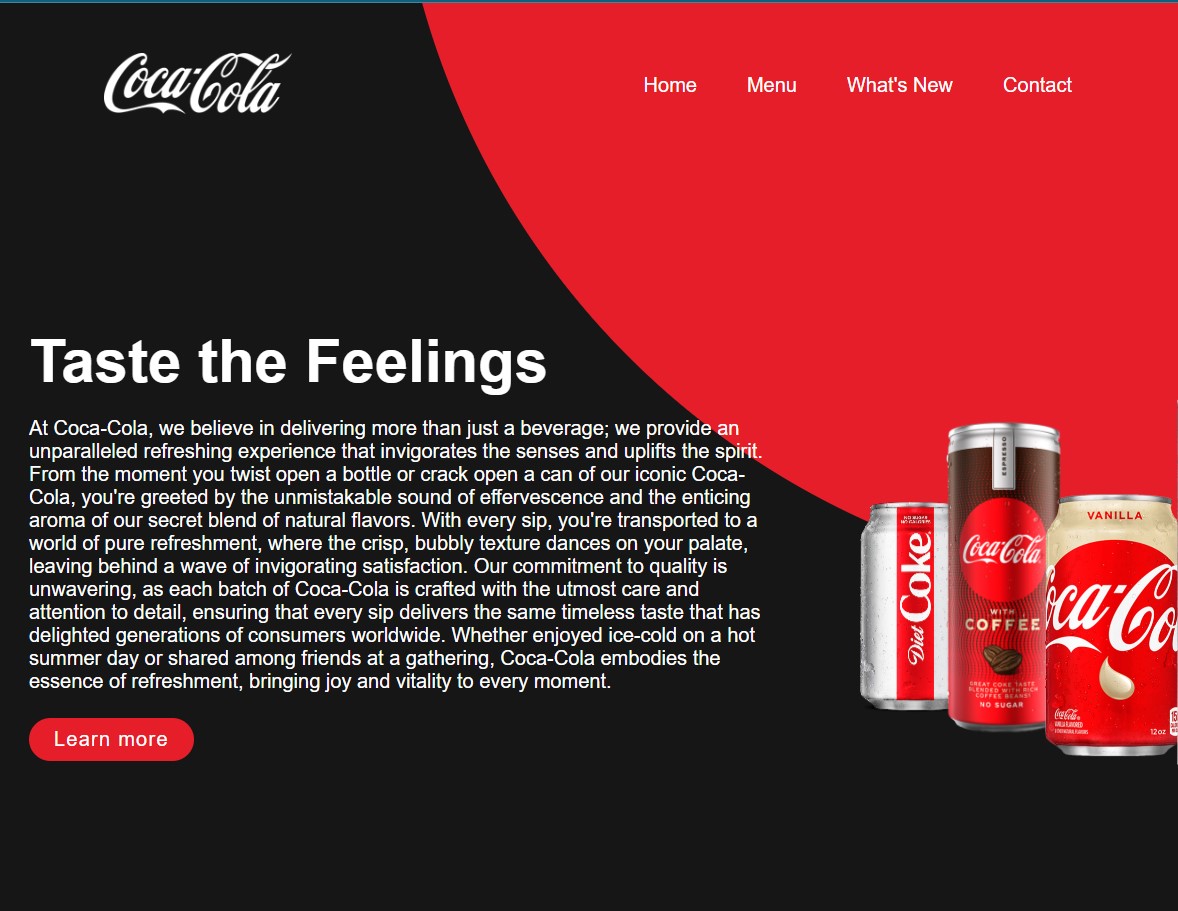 Coca-Cola
Home Menu What's New Contact
Taste the Feelings
At Coca-Cola, we believe in delivering more than just a beverage; we provide an
unparalleled refreshing experience that invigorates the senses and uplifts the spirit.
From the moment you twist open a bottle or crack open a can of our iconic Coca-
Cola, you're greeted by the unmistakable sound of effervescence and the enticing
aroma of our secret blend of natural flavors. With every sip, you're transported to a
world of pure refreshment, where the crisp, bubbly texture dances on your palate,
leaving behind a wave of invigorating satisfaction. Our commitment to quality is
unwavering, as each batch of Coca-Cola is crafted with the utmost care and
attention to detail, ensuring that every sip delivers the same timeless taste that has
delighted generations of consumers worldwide. Whether enjoyed ice-cold on a hot
summer day or shared among friends at a gathering, Coca-Cola embodies the
essence of refreshment, bringing joy and vitality to every moment.
Learn more
NO SUGAR
NO CALORIES
Diet Coke
ESPRESSO
Coca-Cola
WITH
COFFEE
GREAT COKE TASTE
BLENDED WITH RICH
COFFEE BEANS!
NO SUGAR
VANILLA
oca-Co
Coca-Cola
VANILLA FLAVORED
12 oz